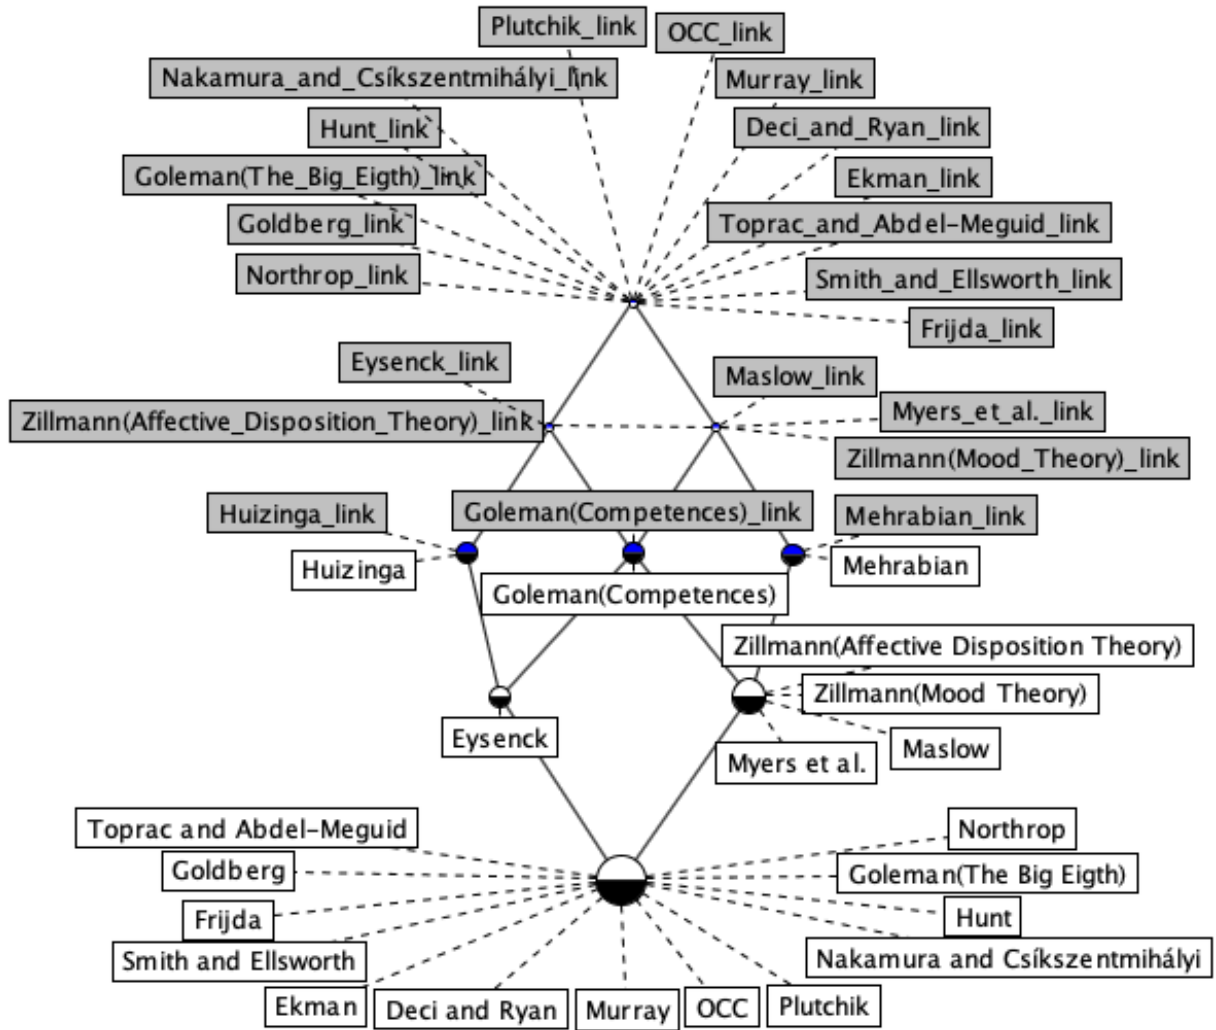 Plutchik_link
OCC_link
Nakamura_and_Csíkszentmihályi_link
Murray_link
Hunt_link
Deci_and_Ryan_link
Goleman(The_Big_Eigth)_link
Ekman_link
Goldberg_link
Toprac_and_Abdel-Meguid_link
Northrop_link
Smith_and_Ellsworth_link
Frijda_link
Eysenck_link
Maslow_link
Zillmann(Affective_Disposition_Theory)_link
Myers_et_al._link
Zillmann(Mood_Theory)_link
Huizinga_link
Goleman(Competences)_link
Mehrabian_link
Huizinga
Goleman(Competences)
Mehrabian
Zillmann(Affective Disposition Theory)
Zillmann(Mood Theory)
Eysenck
Maslow
Myers et al.
Toprac and Abdel-Meguid
Northrop
Goldberg
Goleman(The Big Eigth)
Frijda
Hunt
Smith and Ellsworth
Nakamura and Csíkszentmihályi
Ekman
Deci and Ryan
Murray
OCC
Plutchik